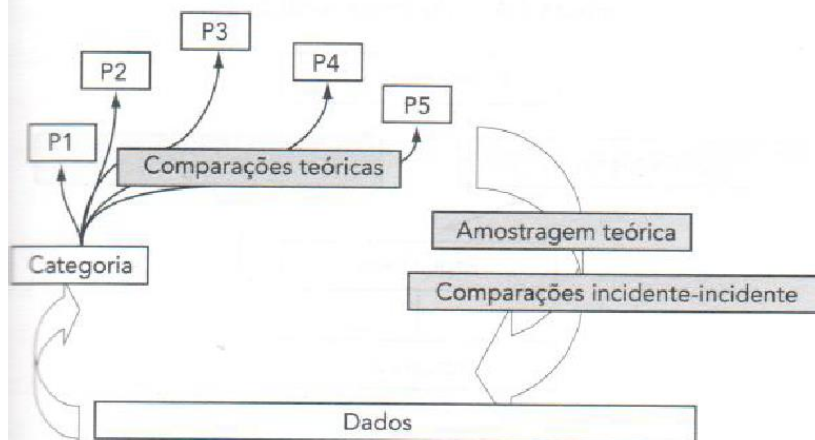 P3
P2
P4
P5
P1
Comparações teóricas
Amostragem teórica
Categoria
Comparações incidente-incidente
Dados